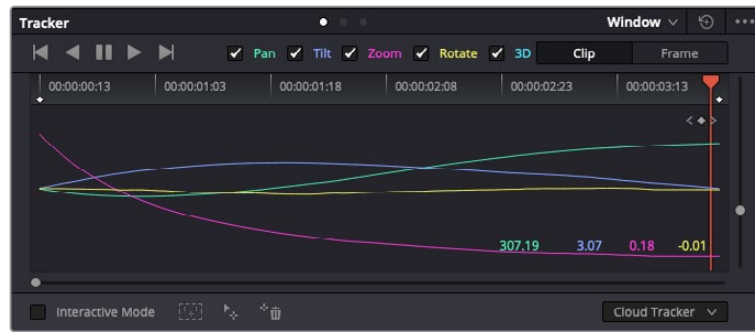 Tracker Window
Pan Tilt Zoom Rotate 3D Clip Frame
00:00:00:13 00:00:01:03 00:00:01:18 00:00:02:08 00:00:02:23 00:00:03:13
307.19 3.07 0.18 -0.01
Interactive Mode Cloud Tracker